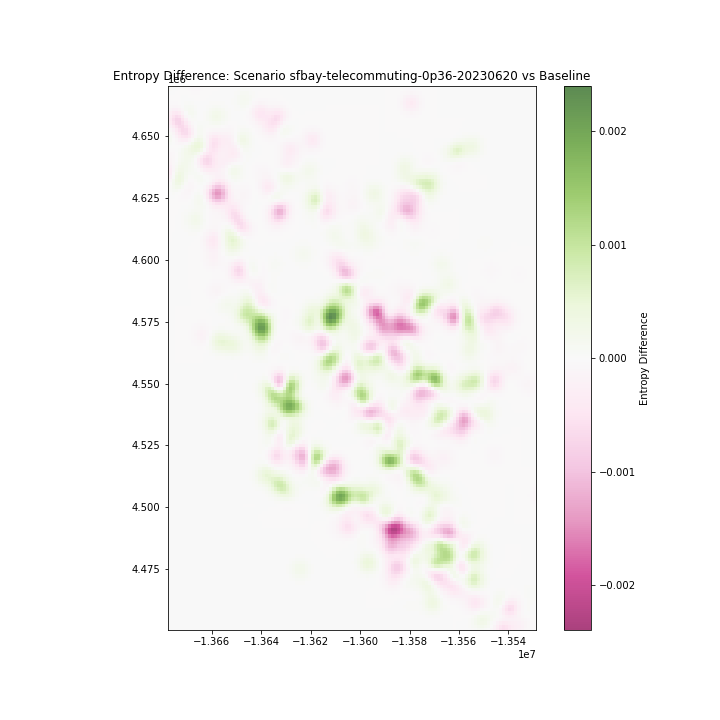 Entropy Difference: Scenario sfbay-telecommuting-0p36-20230620 vs Baseline
1e6
4.650
4.625
4.600
4.575
4.550
4.525
4.500
4.475
−1.366 −1.364 −1.362 −1.360 −1.358 −1.356 −1.354
1e7
0.002
0.001
0.000
−0.001
−0.002
Entropy Difference